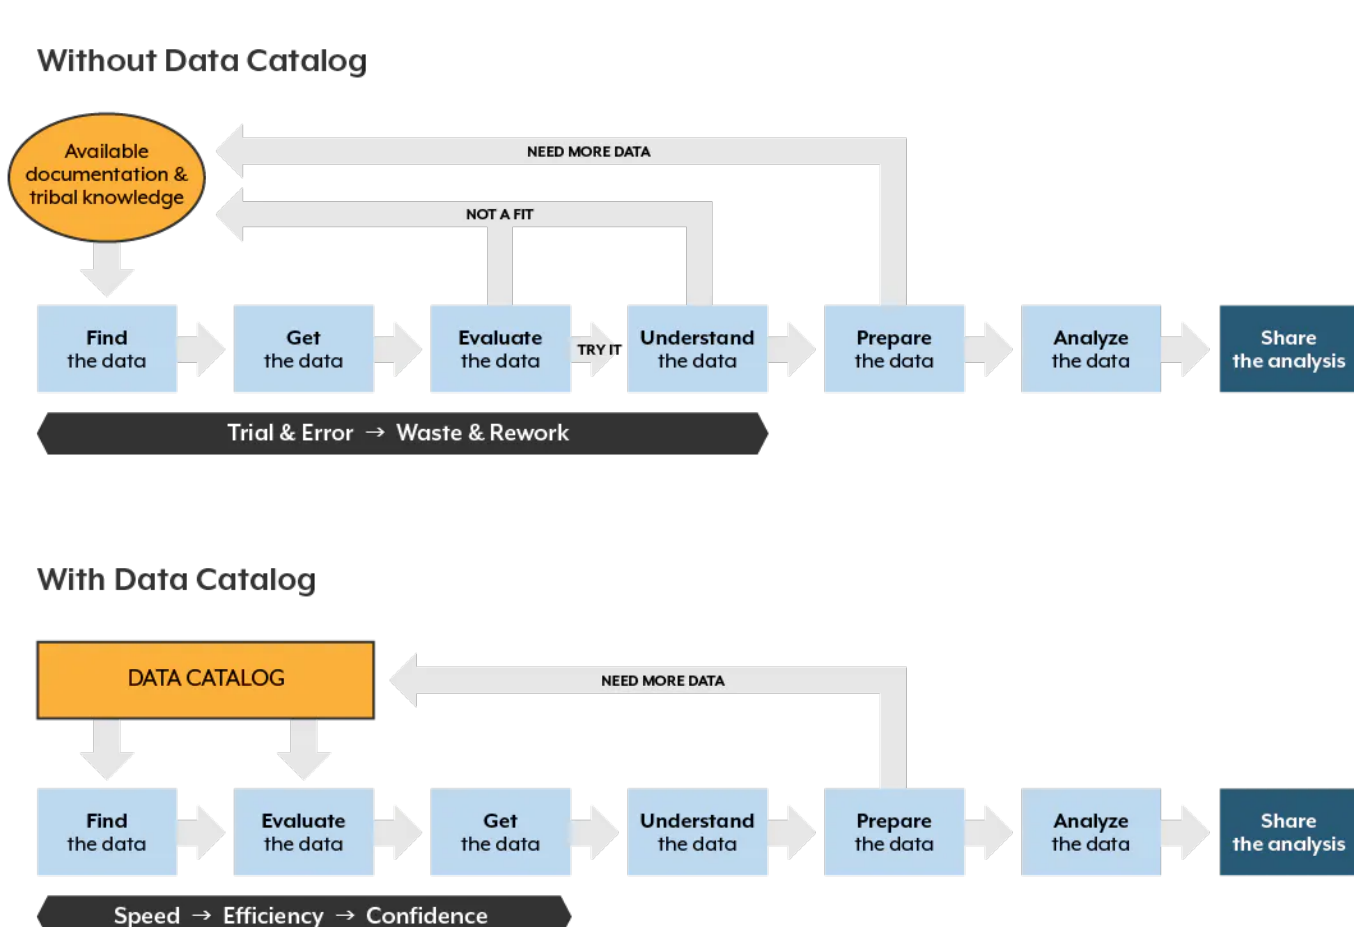 Without Data Catalog
Available
documentation &
tribal knowledge
NEED MORE DATA
NOT A FIT
Find
the data
Get
the data
Evaluate
the data
TRY IT
Understand
the data
Prepare
the data
Analyze
the data
Share
the analysis
Trial & Error → Waste & Rework
With Data Catalog
DATA CATALOG
NEED MORE DATA
Find
the data
Evaluate
the data
Get
the data
Understand
the data
Prepare
the data
Analyze
the data
Share
the analysis
Speed → Efficiency → Confidence